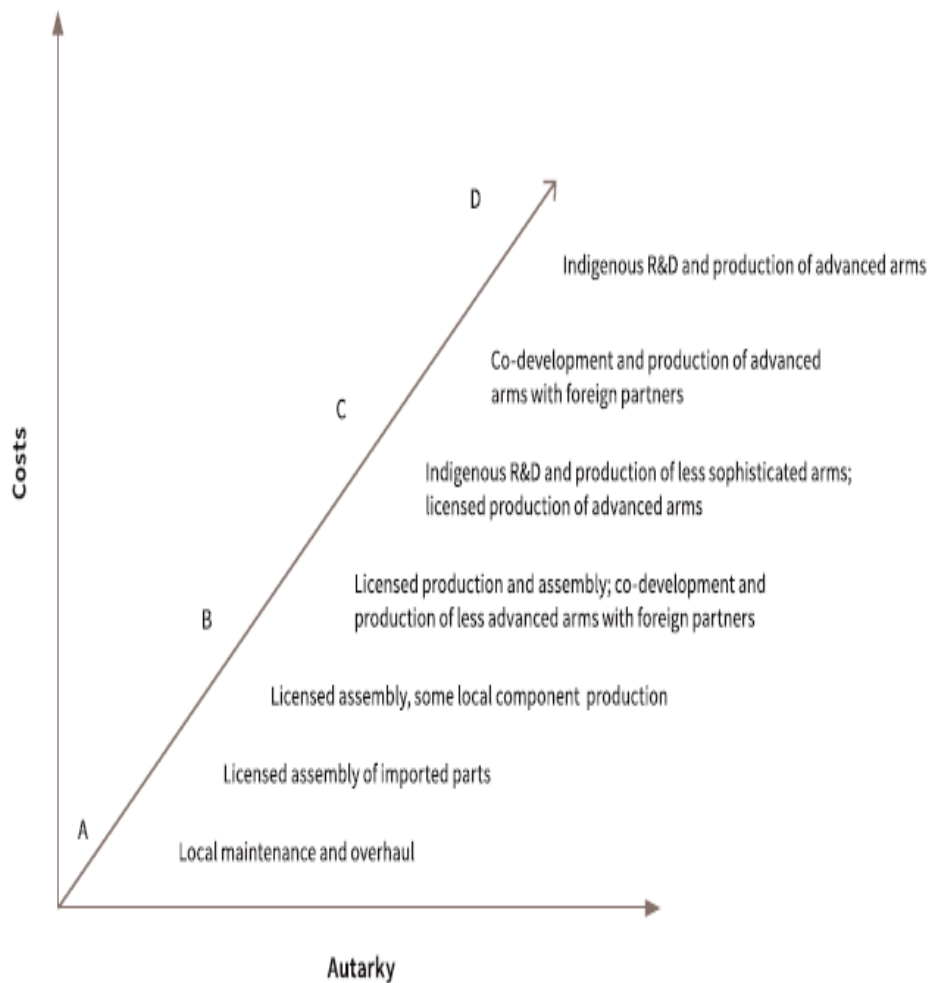 D
Indigenous R&D and production of advanced arms
Co-development and production of advanced
arms with foreign partners
C
Indigenous R&D and production of less sophisticated arms;
licensed production of advanced arms
Costs
Licensed production and assembly; co-development and
production of less advanced arms with foreign partners
B
Licensed assembly, some local component production
Licensed assembly of imported parts
A
Local maintenance and overhaul
Autarky